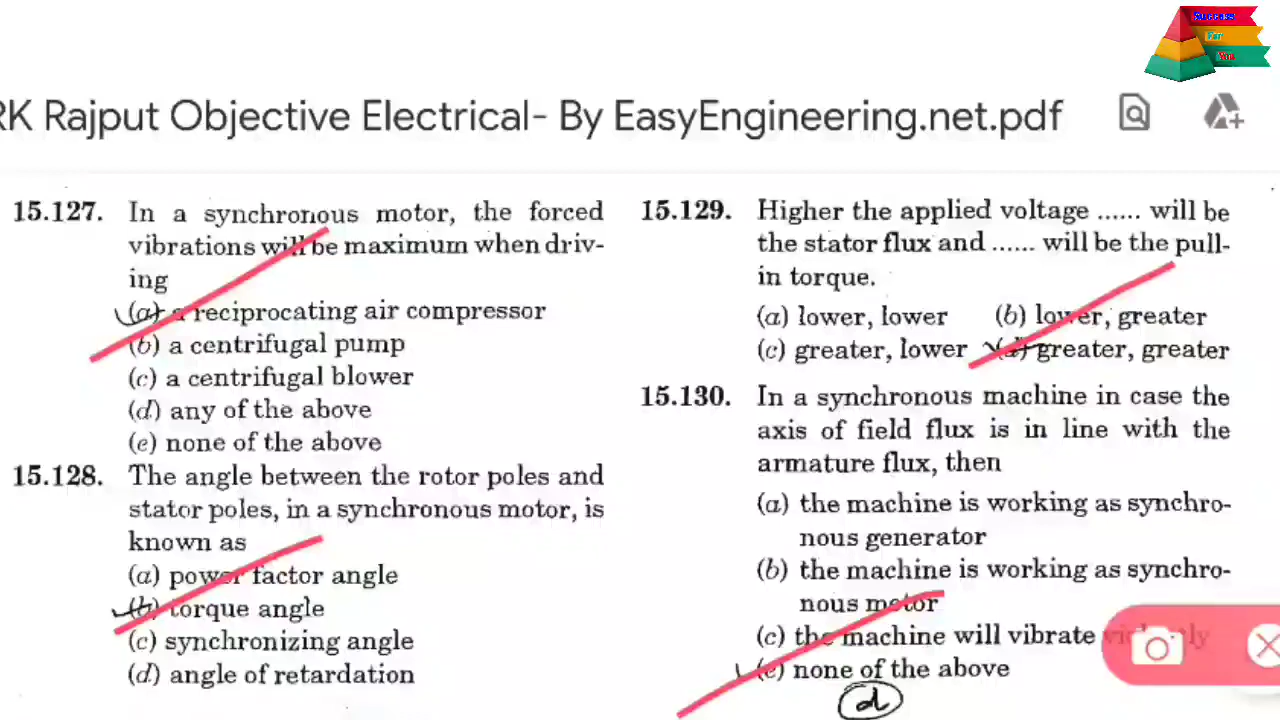 Success
For
You
RK Rajput Objective Electrical- By EasyEngineering.net.pdf
15.127. In a synchronous motor, the forced
vibrations will be maximum when driv-
ing
(a) a reciprocating air compressor
(b) a centrifugal pump
(c) a centrifugal blower
(d) any of the above
(e) none of the above
15.128. The angle between the rotor poles and
stator poles, in a synchronous motor, is
known as
(a) power factor angle
(b) torque angle
(c) synchronizing angle
(d) angle of retardation
15.129. Higher the applied voltage ...... will be
the stator flux and ...... will be the pull-
in torque.
(a) lower, lower (b) lower, greater
(c) greater, lower (d) greater, greater
15.130. In a synchronous machine in case the
axis of field flux is in line with the
armature flux, then
(a) the machine is working as synchro-
nous generator
(b) the machine is working as synchro-
nous motor
(c) the machine will vibrate violently
(e) none of the above
d